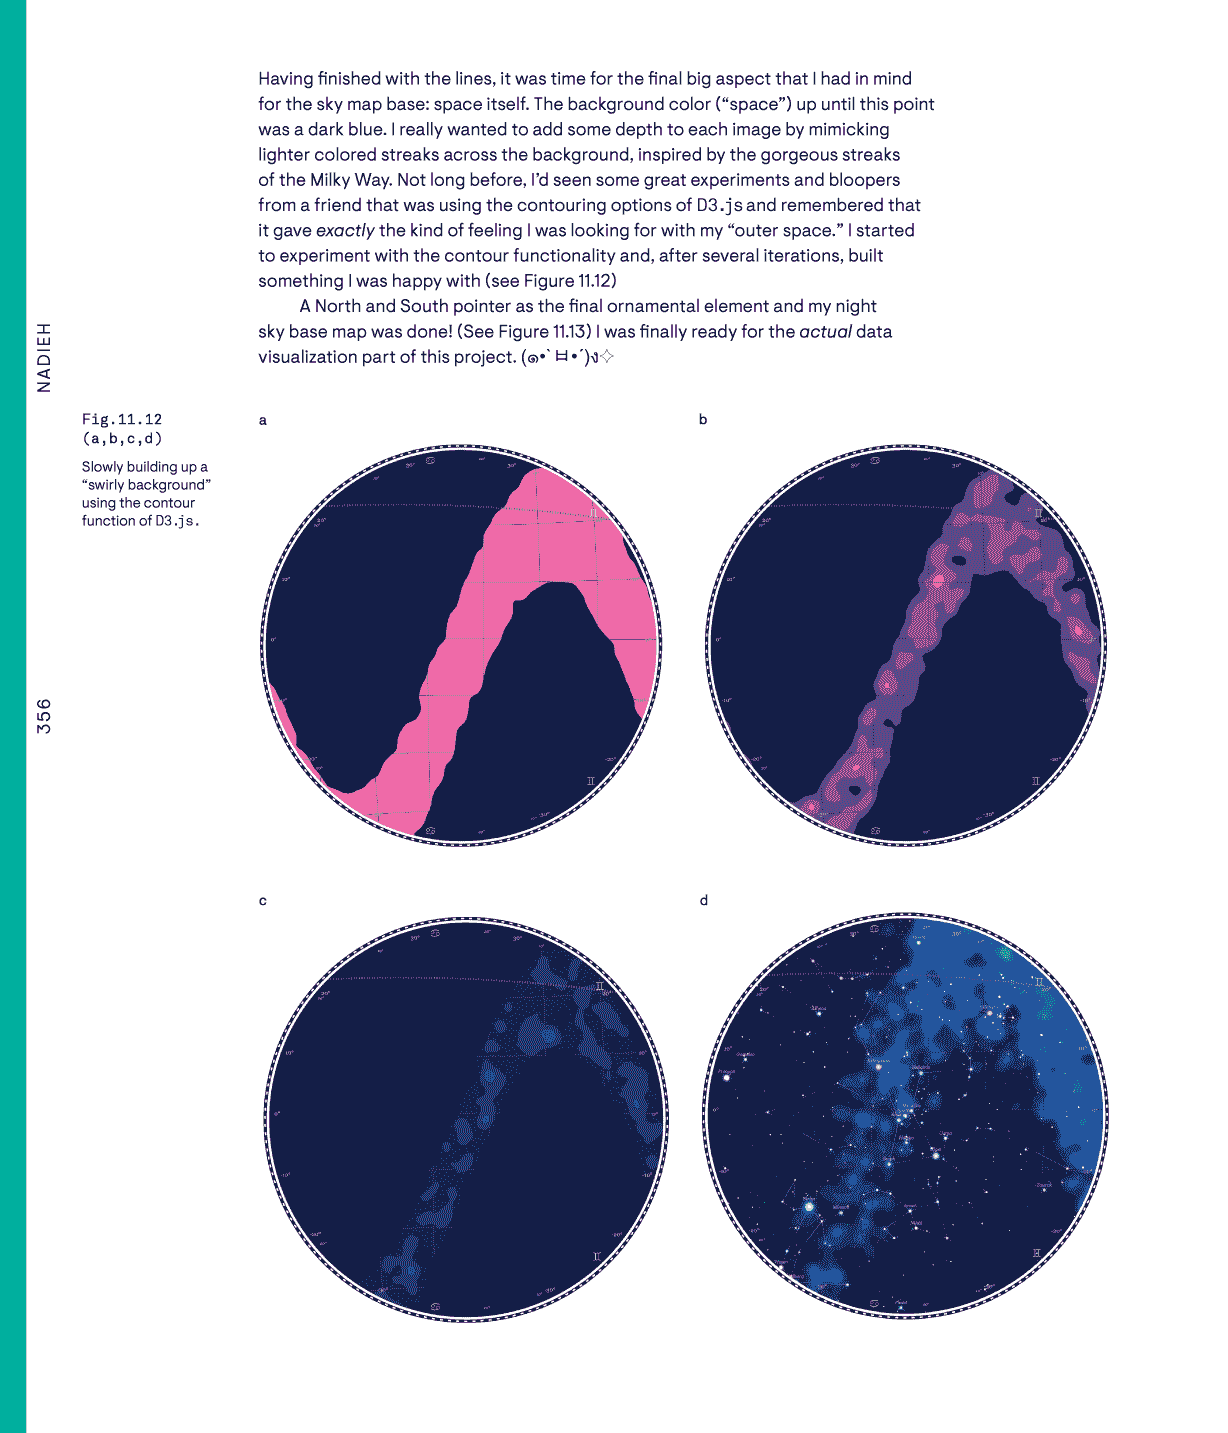 Having finished with the lines, it was time for the final big aspect that I had in mind
for the sky map base: space itself. The background color (“space”) up until this point
was a dark blue. I really wanted to add some depth to each image by mimicking
lighter colored streaks across the background, inspired by the gorgeous streaks
of the Milky Way. Not long before, I’d seen some great experiments and bloopers
from a friend that was using the contouring options of D3.js and remembered that
it gave exactly the kind of feeling I was looking for with my “outer space.” I started
to experiment with the contour functionality and, after several iterations, built
something I was happy with (see Figure 11.12)
A North and South pointer as the final ornamental element and my night
sky base map was done! (See Figure 11.13) I was finally ready for the actual data
visualization part of this project. (๑•̀ㅂ•́)ง✧
NADIEH
356
Fig.11.12
(a,b,c,d)
Slowly building up a
“swirly background”
using the contour
function of D3.js.
a
b
c
d